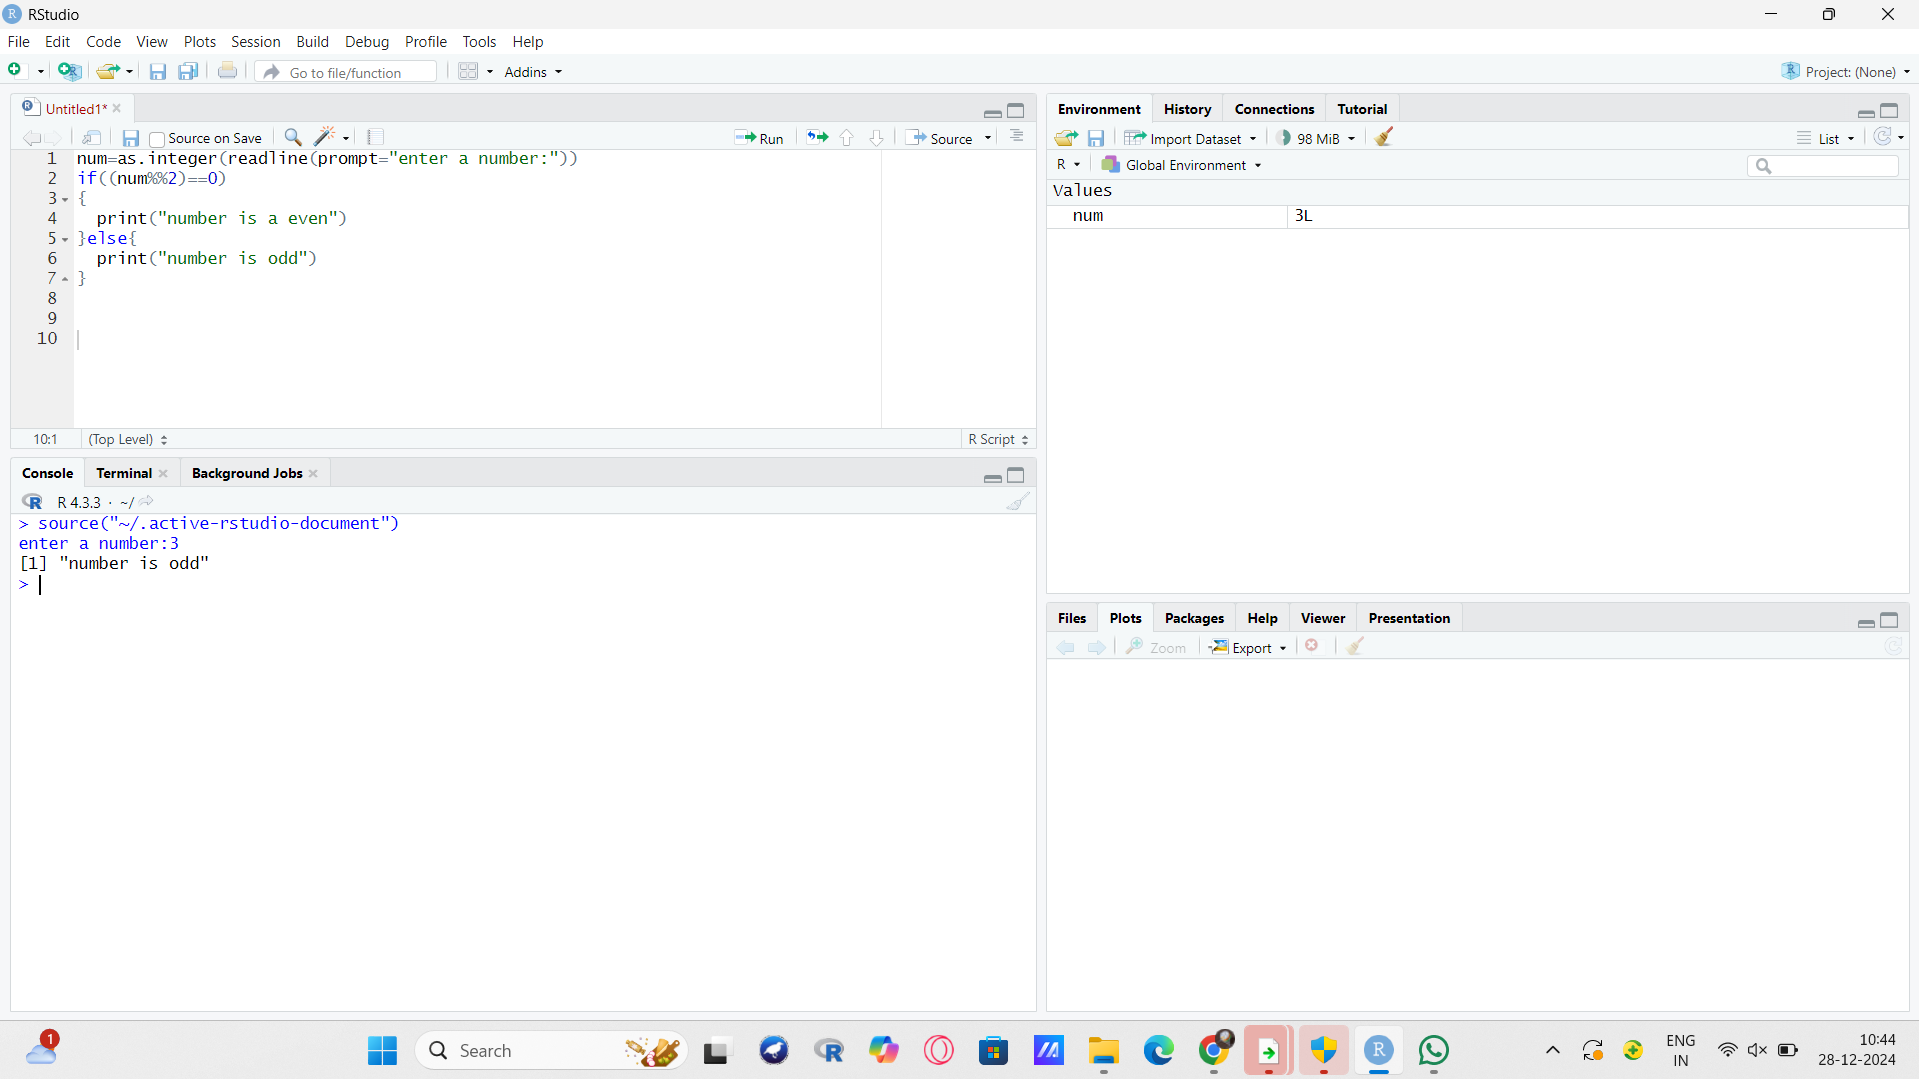 RStudio
File Edit Code View Plots Session Build Debug Profile Tools Help
Go to file/function Addins Project: (None)
Untitled1*
Source on Save Run Source
1 num=as.integer(readline(prompt="enter a number:"))
2 if((num%%2)==0)
3 {
4 print("number is a even")
5 }else{
6 print("number is odd")
7 }
8
9
10
10:1 (Top Level) R Script
Console Terminal Background Jobs
R 4.3.3 · ~/
> source("~/.active-rstudio-document")
enter a number:3
[1] "number is odd"
>
Environment History Connections Tutorial
Import Dataset 98 MiB List
R Global Environment
Values
num 3L
Files Plots Packages Help Viewer Presentation
Zoom Export
1 Search ENG 10:44
IN 28-12-2024